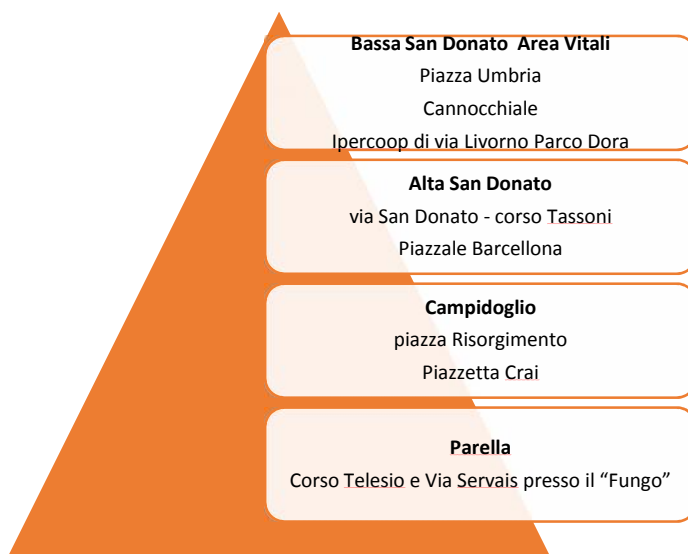 Bassa San Donato Area Vitali
Piazza Umbria
Cannocchiale
Ipercoop di via Livorno Parco Dora
Alta San Donato
via San Donato - corso Tassoni
Piazzale Barcellona
Campidoglio
piazza Risorgimento
Piazzetta Crai
Parella
Corso Telesio e Via Servais presso il “Fungo”